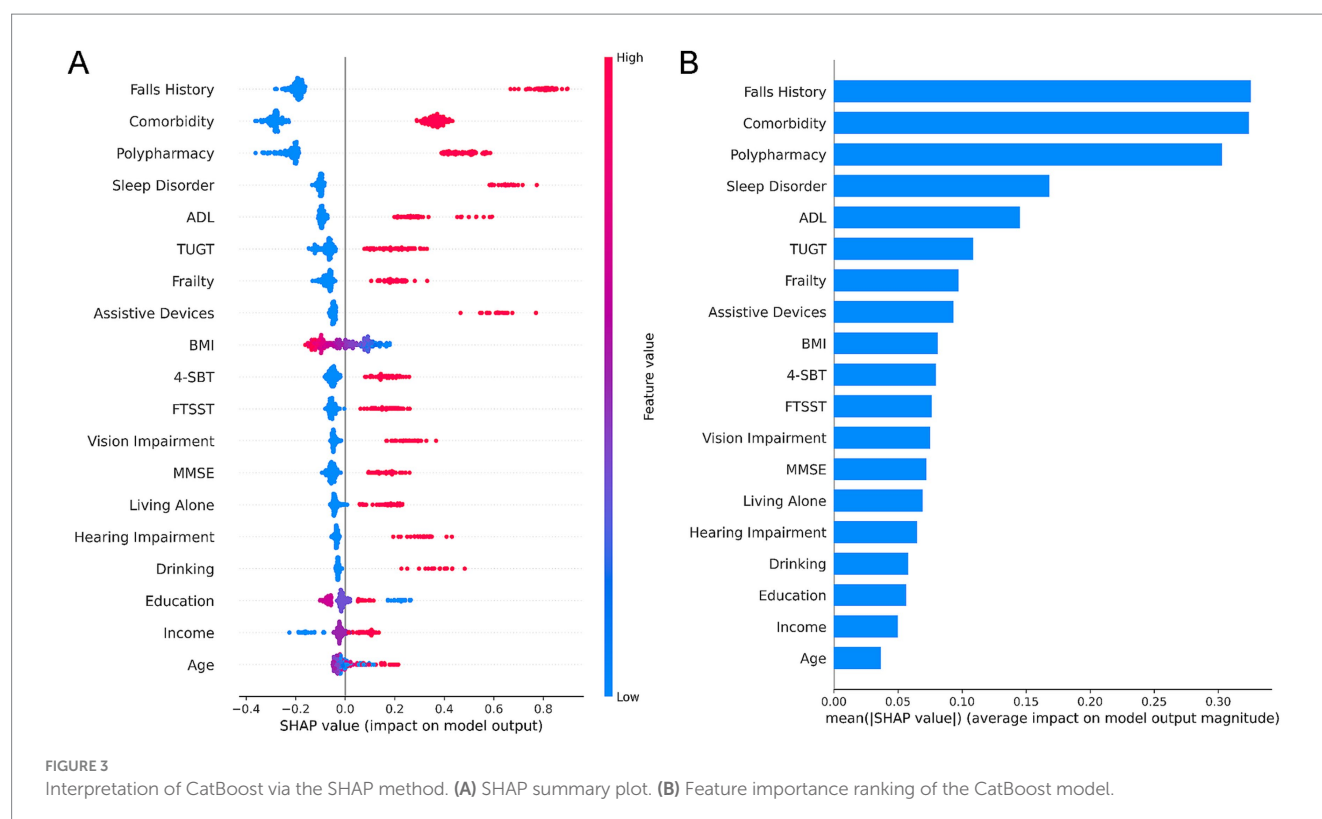 A
Falls History
Comorbidity
Polypharmacy
Sleep Disorder
ADL
TUGT
Frailty
Assistive Devices
BMI
4-SBT
FTSST
Vision Impairment
MMSE
Living Alone
Hearing Impairment
Drinking
Education
Income
Age
−0.4 −0.2 0.0 0.2 0.4 0.6 0.8
SHAP value (impact on model output)
High
Feature value
Low
B
Falls History
Comorbidity
Polypharmacy
Sleep Disorder
ADL
TUGT
Frailty
Assistive Devices
BMI
4-SBT
FTSST
Vision Impairment
MMSE
Living Alone
Hearing Impairment
Drinking
Education
Income
Age
0.00 0.05 0.10 0.15 0.20 0.25 0.30
mean(|SHAP value|) (average impact on model output magnitude)
FIGURE 3
Interpretation of CatBoost via the SHAP method. (A) SHAP summary plot. (B) Feature importance ranking of the CatBoost model.